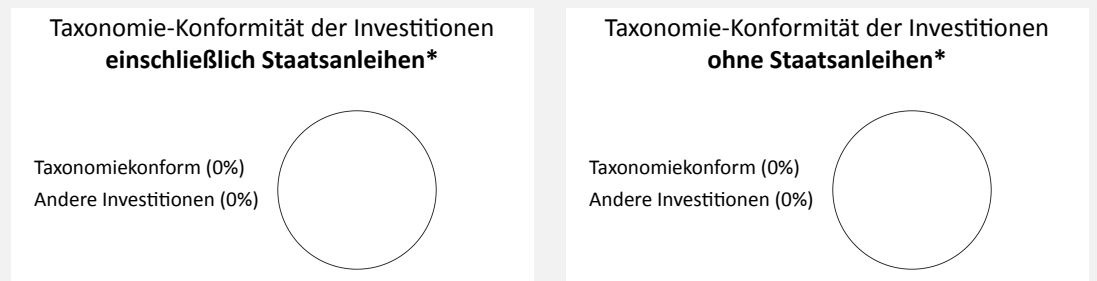 Taxonomie-Konformität der Investitionen
einschließlich Staatsanleihen*
Taxonomiekonform (0%)
Andere Investitionen (0%)
Taxonomie-Konformität der Investitionen
ohne Staatsanleihen*
Taxonomiekonform (0%)
Andere Investitionen (0%)